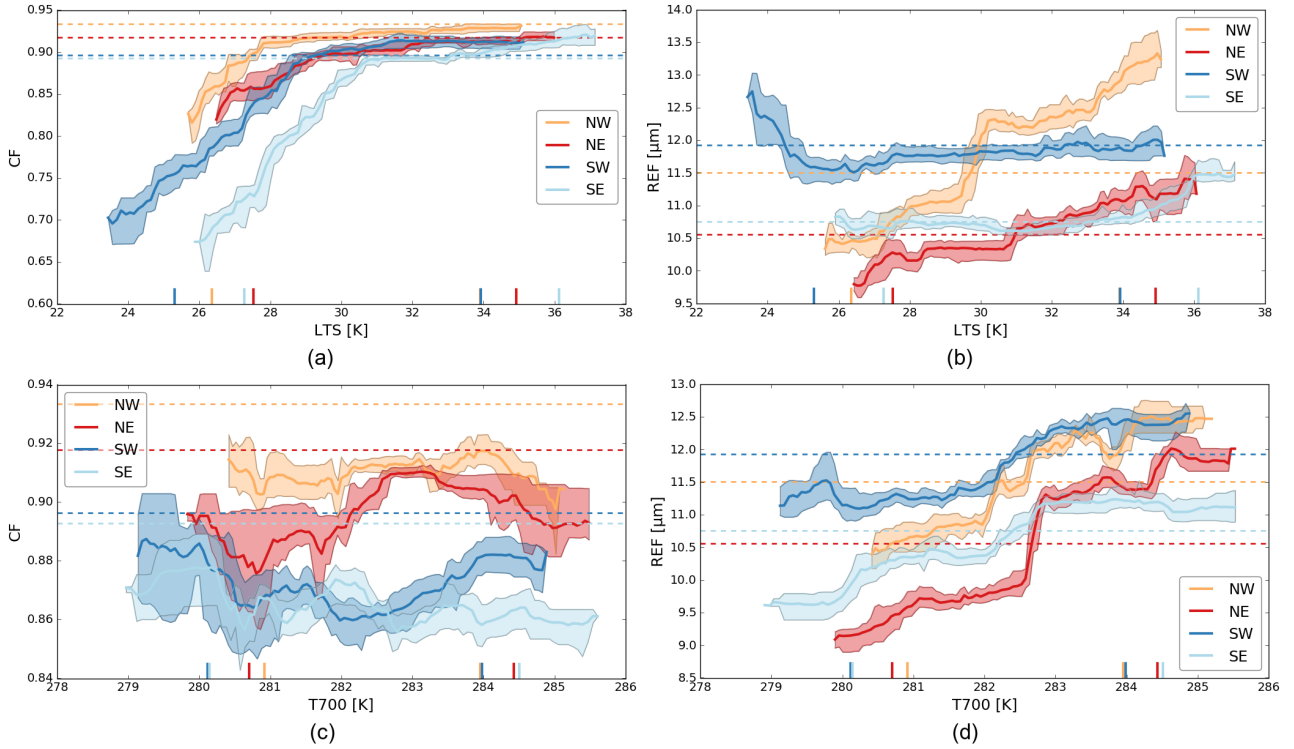 0.95
0.90
0.85
0.80
0.75
0.70
0.65
0.60
CF
NW
NE
SW
SE
22 24 26 28 30 32 34 36 38
LTS [K]
(a)
14.0
13.5
13.0
12.5
12.0
11.5
11.0
10.5
10.0
9.5
REF [µm]
NW
NE
SW
SE
22 24 26 28 30 32 34 36 38
LTS [K]
(b)
0.94
0.92
0.90
0.88
0.86
0.84
CF
NW
NE
SW
SE
278 279 280 281 282 283 284 285 286
T700 [K]
(c)
13.0
12.5
12.0
11.5
11.0
10.5
10.0
9.5
9.0
8.5
REF [µm]
NW
NE
SW
SE
278 279 280 281 282 283 284 285 286
T700 [K]
(d)